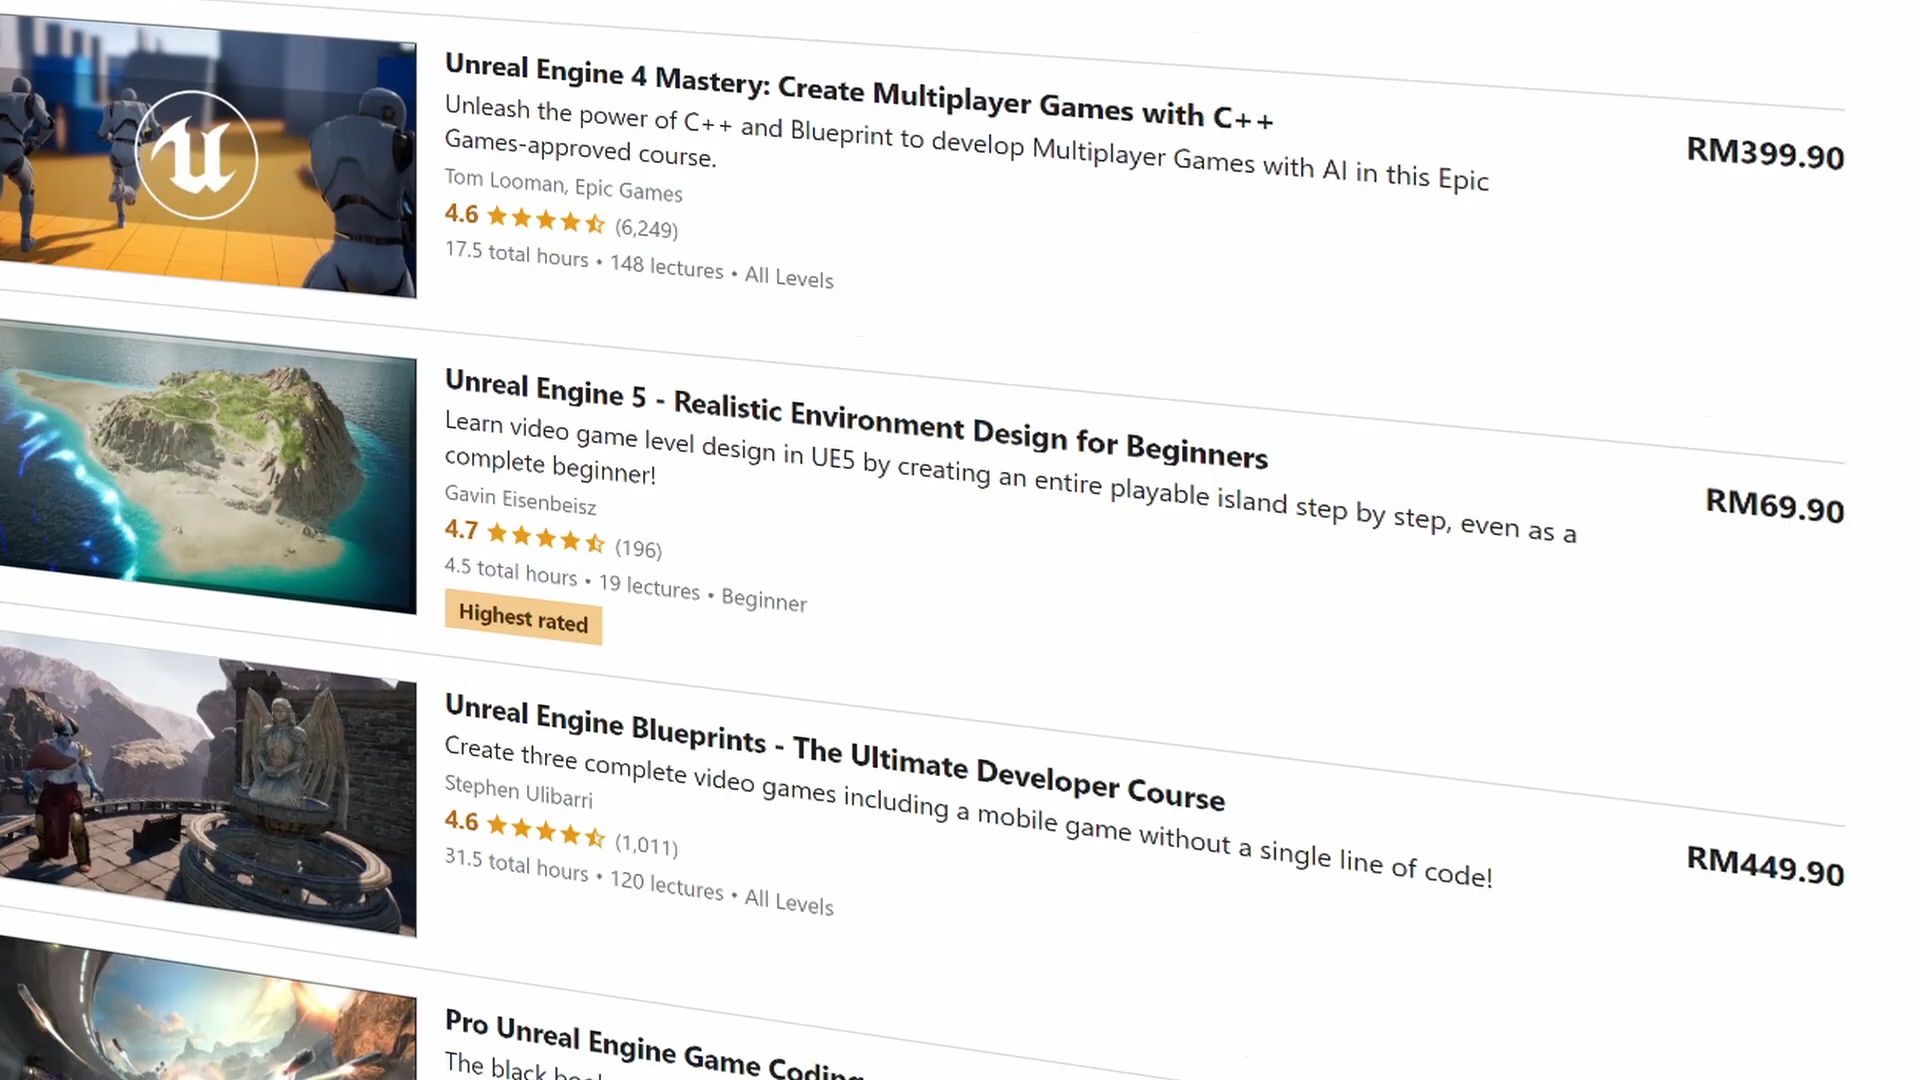 Unreal Engine 4 Mastery: Create Multiplayer Games with C++
Unleash the power of C++ and Blueprint to develop Multiplayer Games with AI in this Epic
Games-approved course.
Tom Looman, Epic Games
4.6 (6,249)
17.5 total hours • 148 lectures • All Levels
RM399.90
Unreal Engine 5 - Realistic Environment Design for Beginners
Learn video game level design in UE5 by creating an entire playable island step by step, even as a
complete beginner!
Gavin Eisenbeisz
4.7 (196)
4.5 total hours • 19 lectures • Beginner
Highest rated
RM69.90
Unreal Engine Blueprints - The Ultimate Developer Course
Create three complete video games including a mobile game without a single line of code!
Stephen Ulibarri
4.6 (1,011)
31.5 total hours • 120 lectures • All Levels
RM449.90
Pro Unreal Engine Game Coding
The black